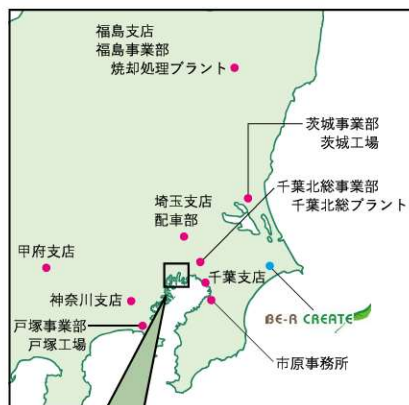 福島支店
福島事業部
焼却処理プラント
茨城事業部
茨城工場
埼玉支店
配車部
千葉北総事業部
千葉北総プラント
甲府支店
千葉支店
神奈川支店
BE-R CREATE
戸塚事業部
戸塚工場
市原事務所